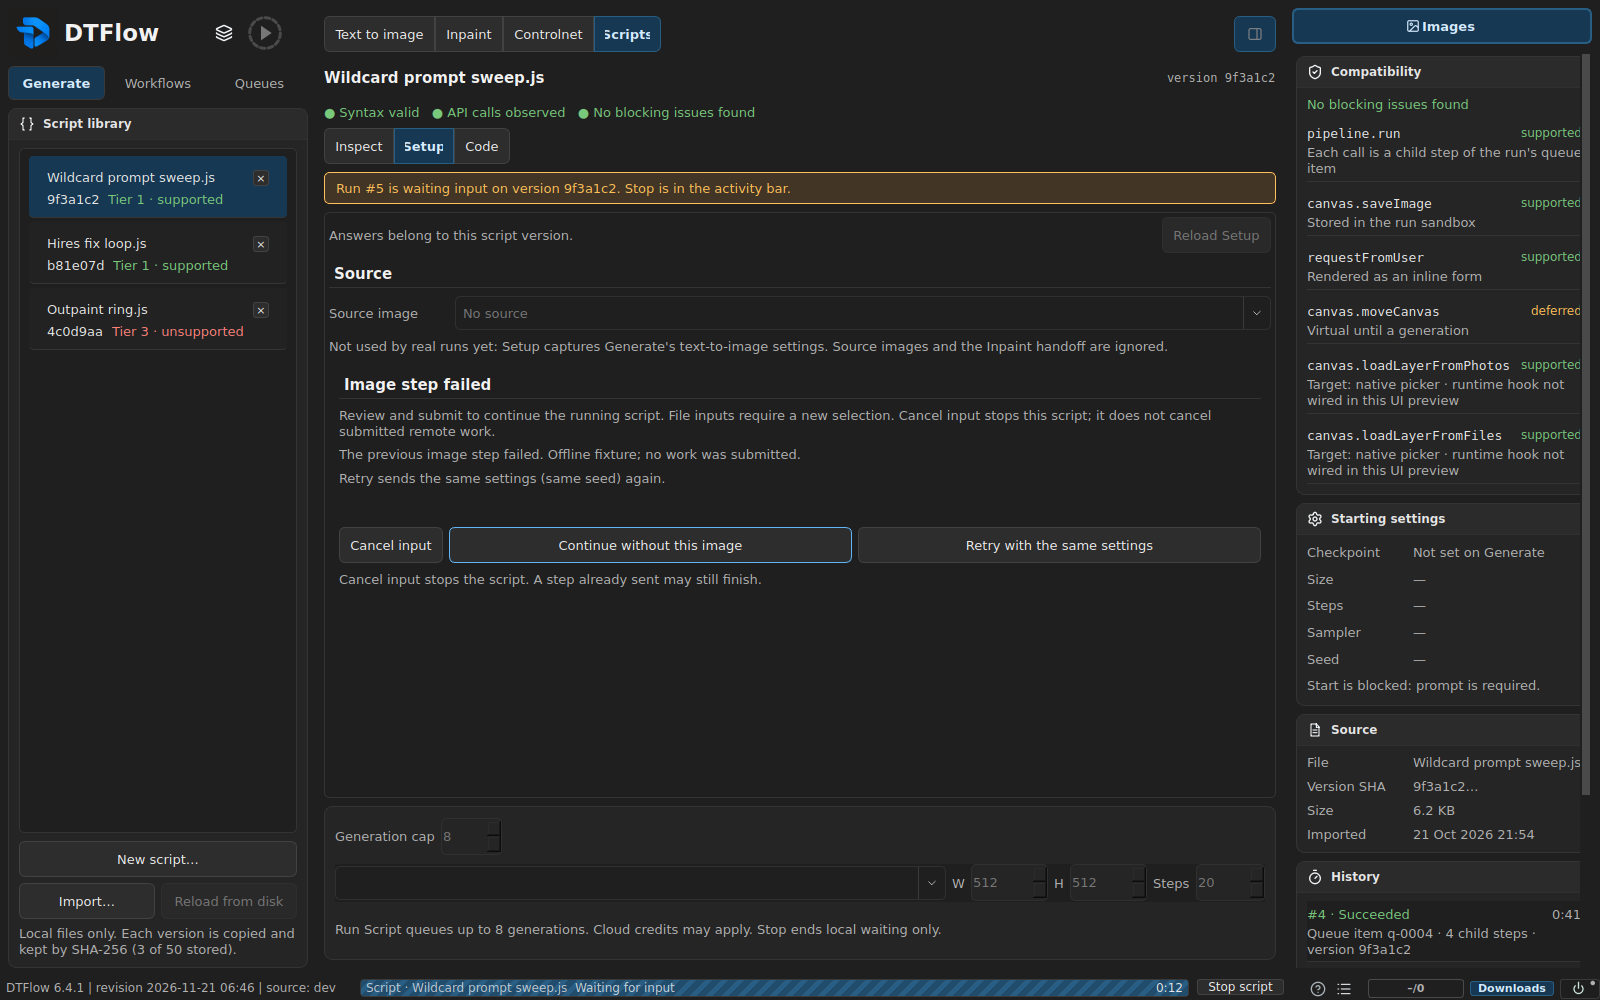 DTFlow
Generate
Workflows
Queues
Script library
Wildcard prompt sweep.js
9f3a1c2 Tier 1 · supported
Hires fix loop.js
b81e07d Tier 1 · supported
Outpaint ring.js
4c0d9aa Tier 3 · unsupported
New script…
Import…
Reload from disk
Local files only. Each version is copied and
kept by SHA-256 (3 of 50 stored).
Text to image
Inpaint
Controlnet
Scripts
Wildcard prompt sweep.js
version 9f3a1c2
● Syntax valid ● API calls observed ● No blocking issues found
Inspect
Setup
Code
Run #5 is waiting input on version 9f3a1c2. Stop is in the activity bar.
Answers belong to this script version.
Reload Setup
Source
Source image
No source
Not used by real runs yet: Setup captures Generate's text-to-image settings. Source images and the Inpaint handoff are ignored.
Image step failed
Review and submit to continue the running script. File inputs require a new selection. Cancel input stops this script; it does not cancel
submitted remote work.
The previous image step failed. Offline fixture; no work was submitted.
Retry sends the same settings (same seed) again.
Cancel input
Continue without this image
Retry with the same settings
Cancel input stops the script. A step already sent may still finish.
Generation cap 8
W 512 H 512 Steps 20
Run Script queues up to 8 generations. Cloud credits may apply. Stop ends local waiting only.
Images
Compatibility
No blocking issues found
pipeline.run supported
Each call is a child step of the run's queue
item
canvas.saveImage supported
Stored in the run sandbox
requestFromUser supported
Rendered as an inline form
canvas.moveCanvas deferred
Virtual until a generation
canvas.loadLayerFromPhotos supported
Target: native picker · runtime hook not
wired in this UI preview
canvas.loadLayerFromFiles supported
Target: native picker · runtime hook not
wired in this UI preview
Starting settings
Checkpoint Not set on Generate
Size —
Steps —
Sampler —
Seed —
Start is blocked: prompt is required.
Source
File Wildcard prompt sweep.js
Version SHA 9f3a1c2…
Size 6.2 KB
Imported 21 Oct 2026 21:54
History
#4 · Succeeded 0:41
Queue item q-0004 · 4 child steps ·
version 9f3a1c2
DTFlow 6.4.1 | revision 2026-11-21 06:46 | source: dev
Script · Wildcard prompt sweep.js Waiting for input 0:12
Stop script
–/0
Downloads